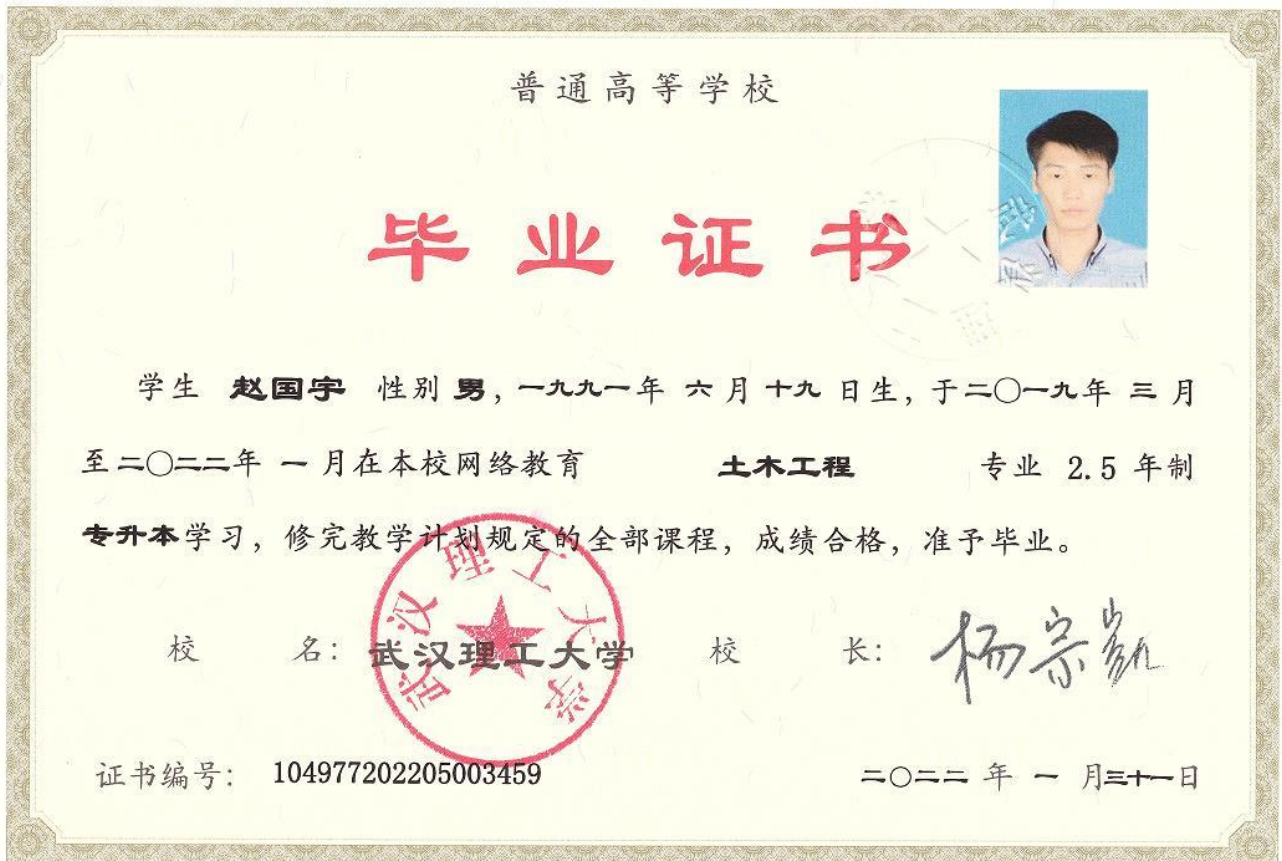 普通高等学校
毕业证书
学生 赵国宇 性别 男，一九九一年 六月十九日生，于二〇一九年 三月
至二〇二二年 一月在本校网络教育 土木工程 专业 2.5 年制
专升本学习，修完教学计划规定的全部课程，成绩合格，准予毕业。
校 名：武汉理工大学 校 长：杨宗凯
武汉理工大学
证书编号：104977202205003459 二〇二二年 一月三十一日